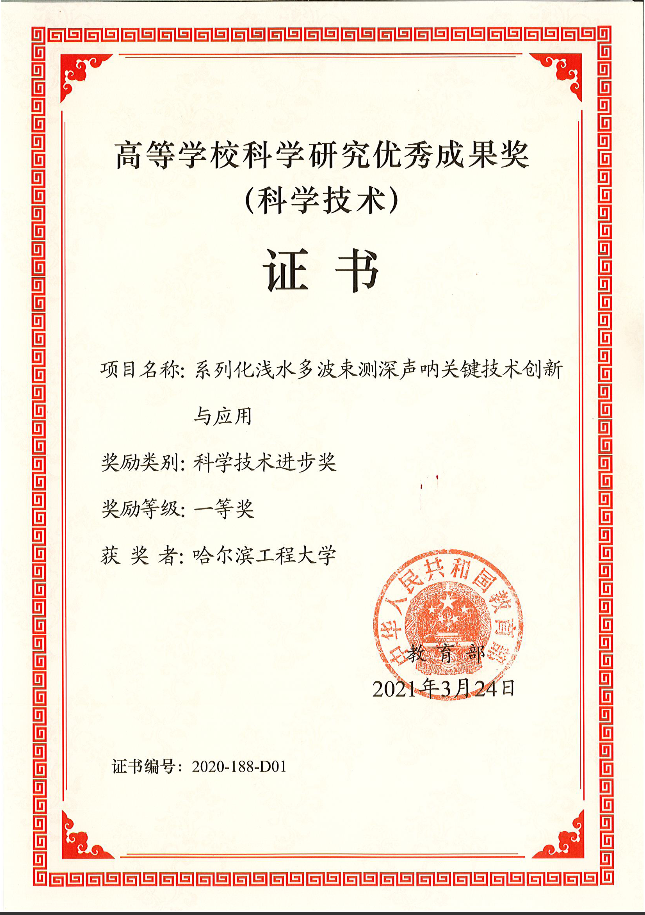 高等学校科学研究优秀成果奖
(科学技术)
证书
项目名称: 系列化浅水多波束测深声呐关键技术创新
与应用
奖励类别: 科学技术进步奖
奖励等级: 一等奖
获奖者: 哈尔滨工程大学
中华人民共和国教育部
教育部
2021年3月24日
证书编号: 2020-188-D01